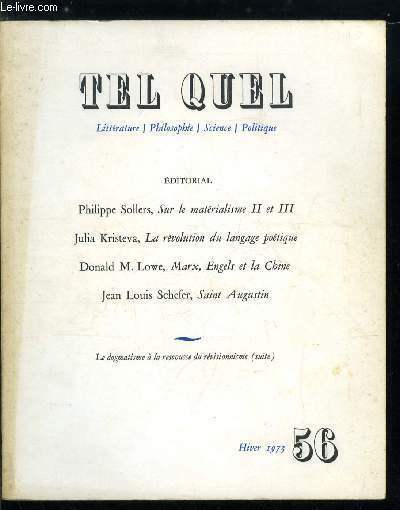 Le-livre.com
TEL QUEL
Littérature / Philosophie / Science / Politique
ÉDITORIAL
Philippe Sollers, Sur le matérialisme II et III
Julia Kristeva, La révolution du langage poétique
Donald M. Lowe, Marx, Engels et la Chine
Jean Louis Schefer, Saint Augustin
Le dogmatisme à la rescousse du révisionnisme (suite)
Hiver 1973 56